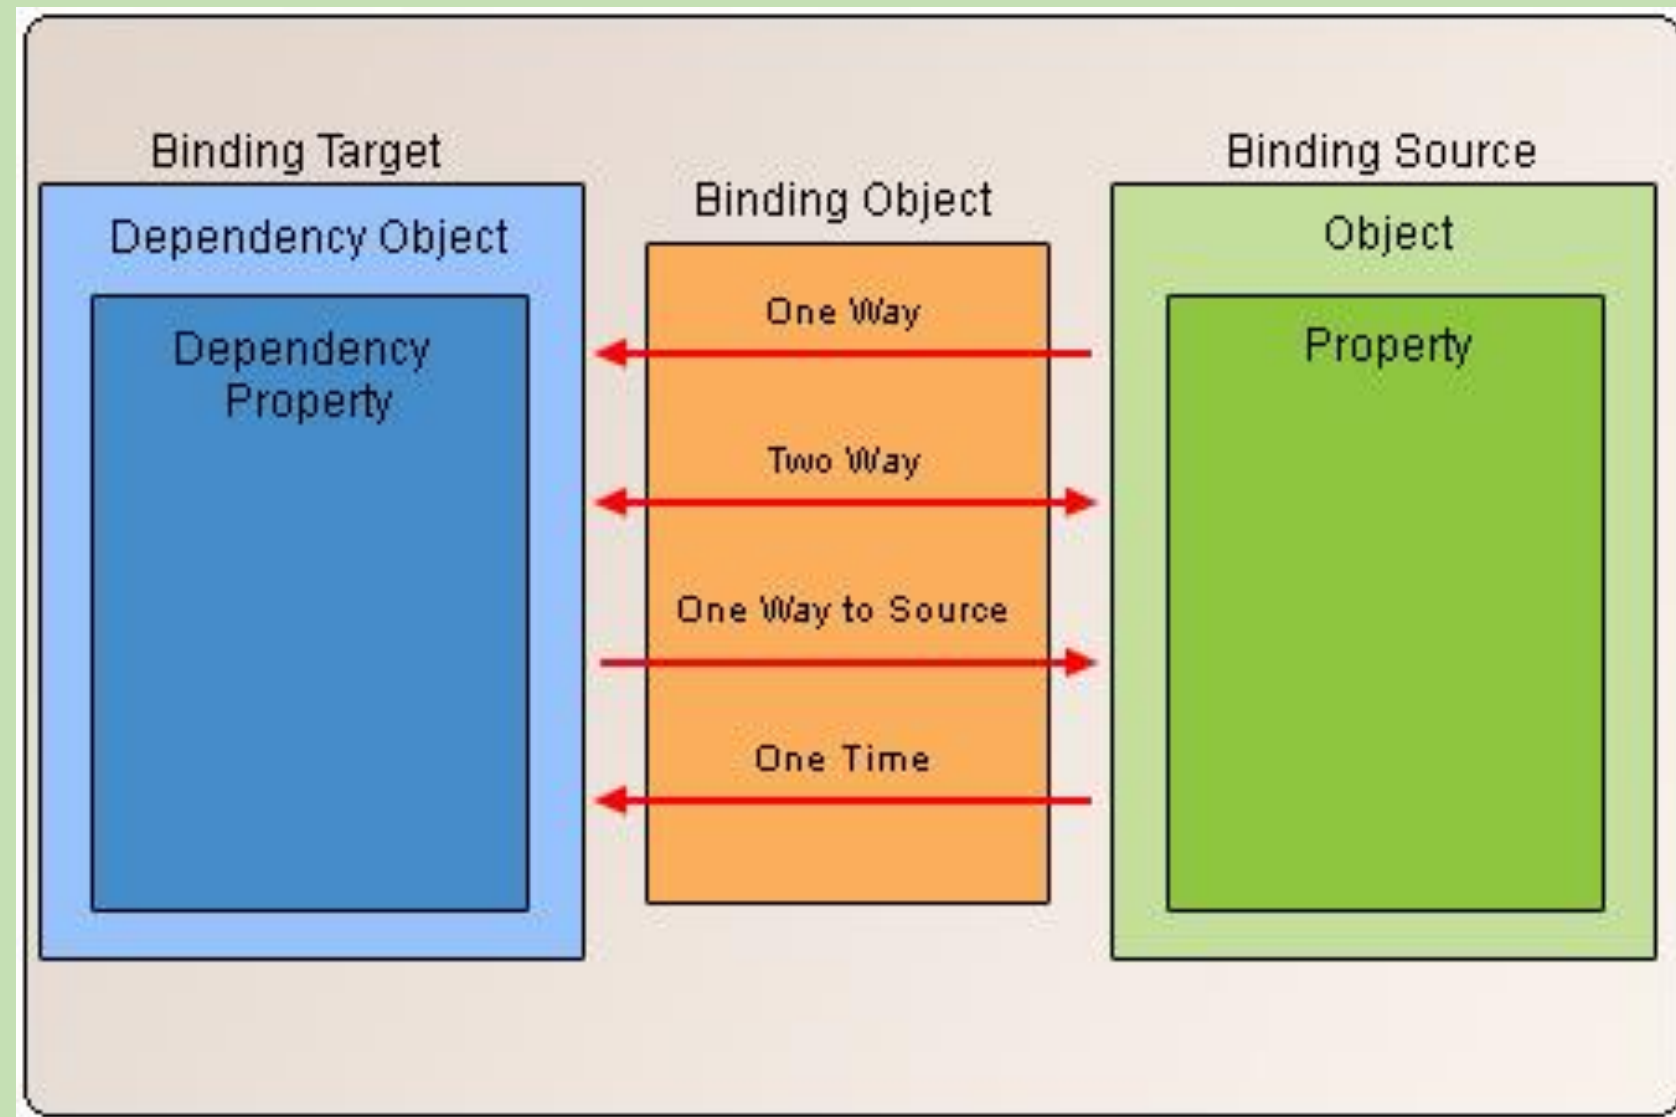 Binding Target
Dependency Object
Dependency
Property
Binding Object
One Way
Two Way
One Way to Source
One Time
Binding Source
Object
Property